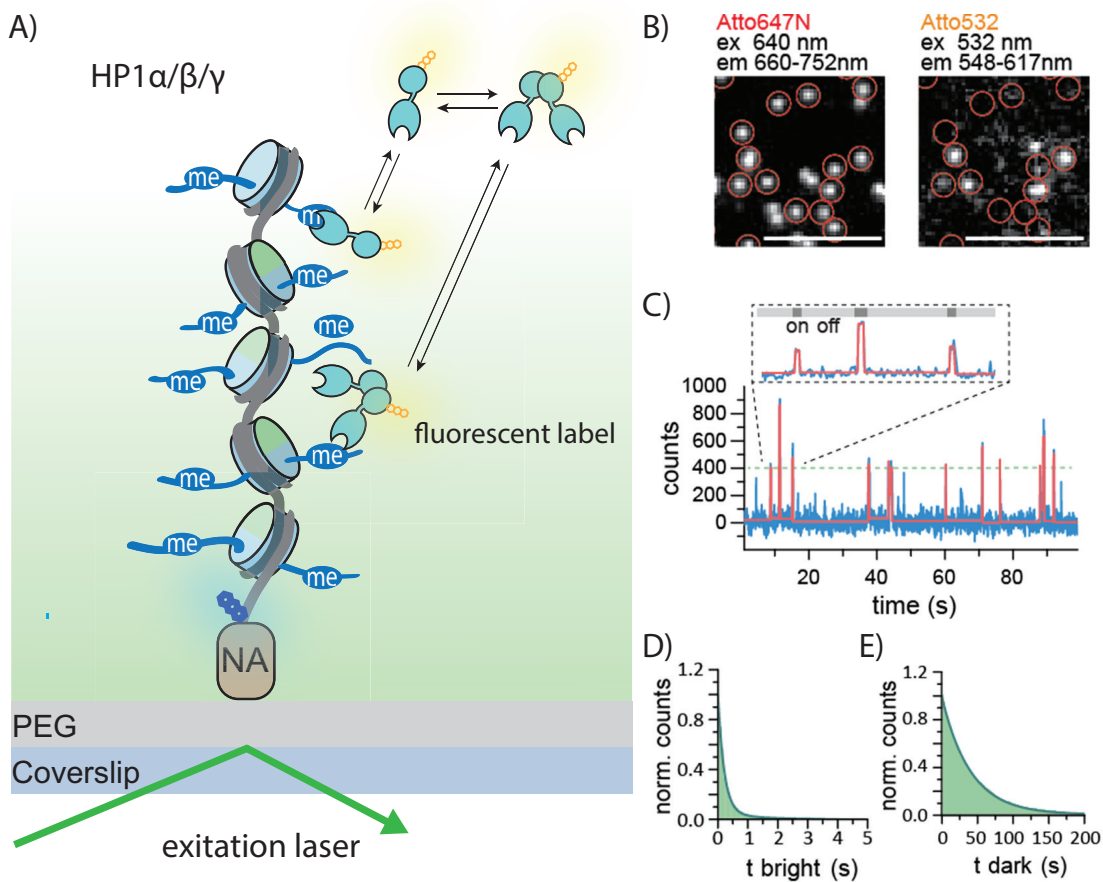 A)
HP1α/β/γ
me
m
me
me
me
me
me
me
me
me
fluorescent label
NA
PEG
Coverslip
exitation laser
B)
Atto647N
ex 640 nm
em 660-752nm
Atto532
ex 532 nm
em 548-617nm
C)
on off
1000
800
600
400
200
0
counts
20 40 60 80
time (s)
D)
1.2
0.8
0.4
0.0
norm. counts
0 1 2 3 4 5
t bright (s)
E)
1.2
0.8
0.4
0.0
norm. counts
0 50 100 150 200
t dark (s)